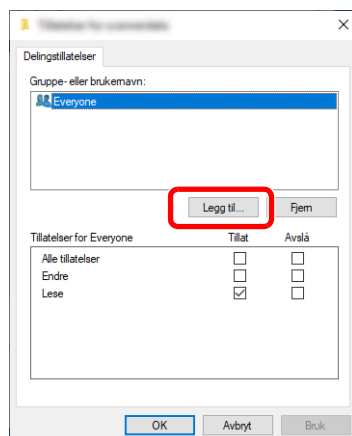 Delingstillatelser
Gruppe- eller brukernavn:
Everyone
Legg til... Fjern
Tillatelser for Everyone Tillat Avslå
Alle tillatelser
Endre
Lese
OK Avbryt Bruk